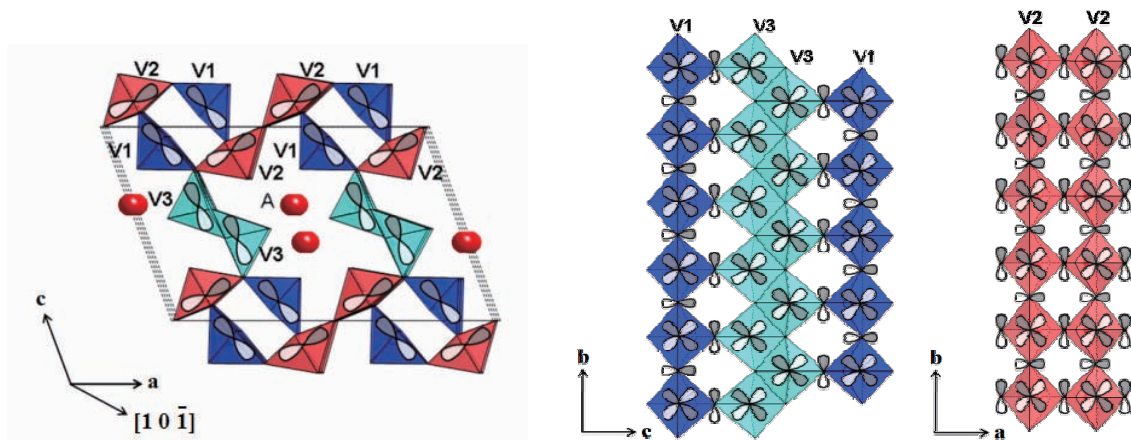 V2 V1 V2 V1
V1 V1
V2 V2
V3 A
V3
c
a
[1 0 1̄]
V1 V3
V3 V1
b
c
V2 V2
b
a